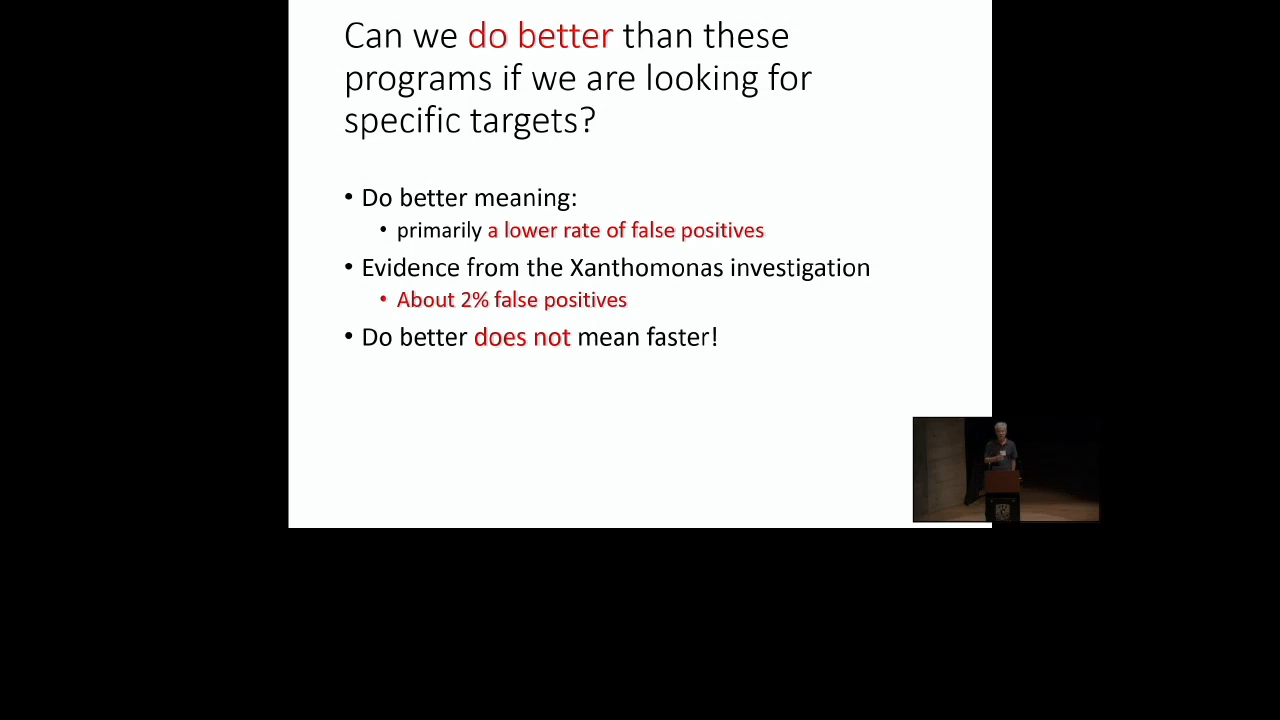 Can we do better than these
programs if we are looking for
specific targets?
• Do better meaning:
• primarily a lower rate of false positives
• Evidence from the Xanthomonas investigation
• About 2% false positives
• Do better does not mean faster!